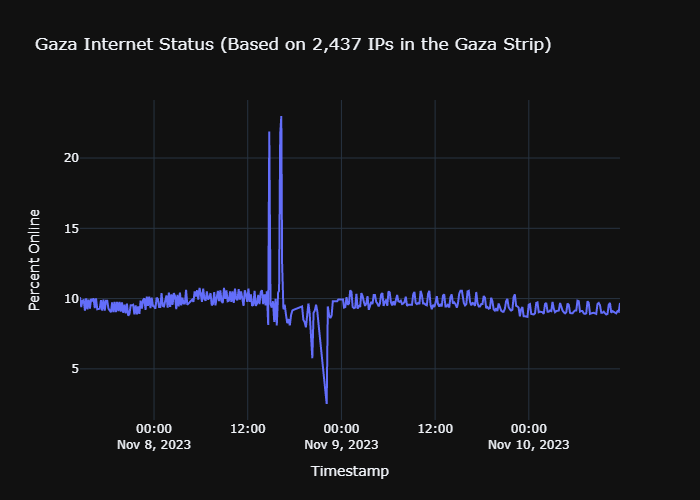 Gaza Internet Status (Based on 2,437 IPs in the Gaza Strip)
Percent Online
20
15
10
5
00:00
Nov 8, 2023
12:00
00:00
Nov 9, 2023
12:00
00:00
Nov 10, 2023
Timestamp